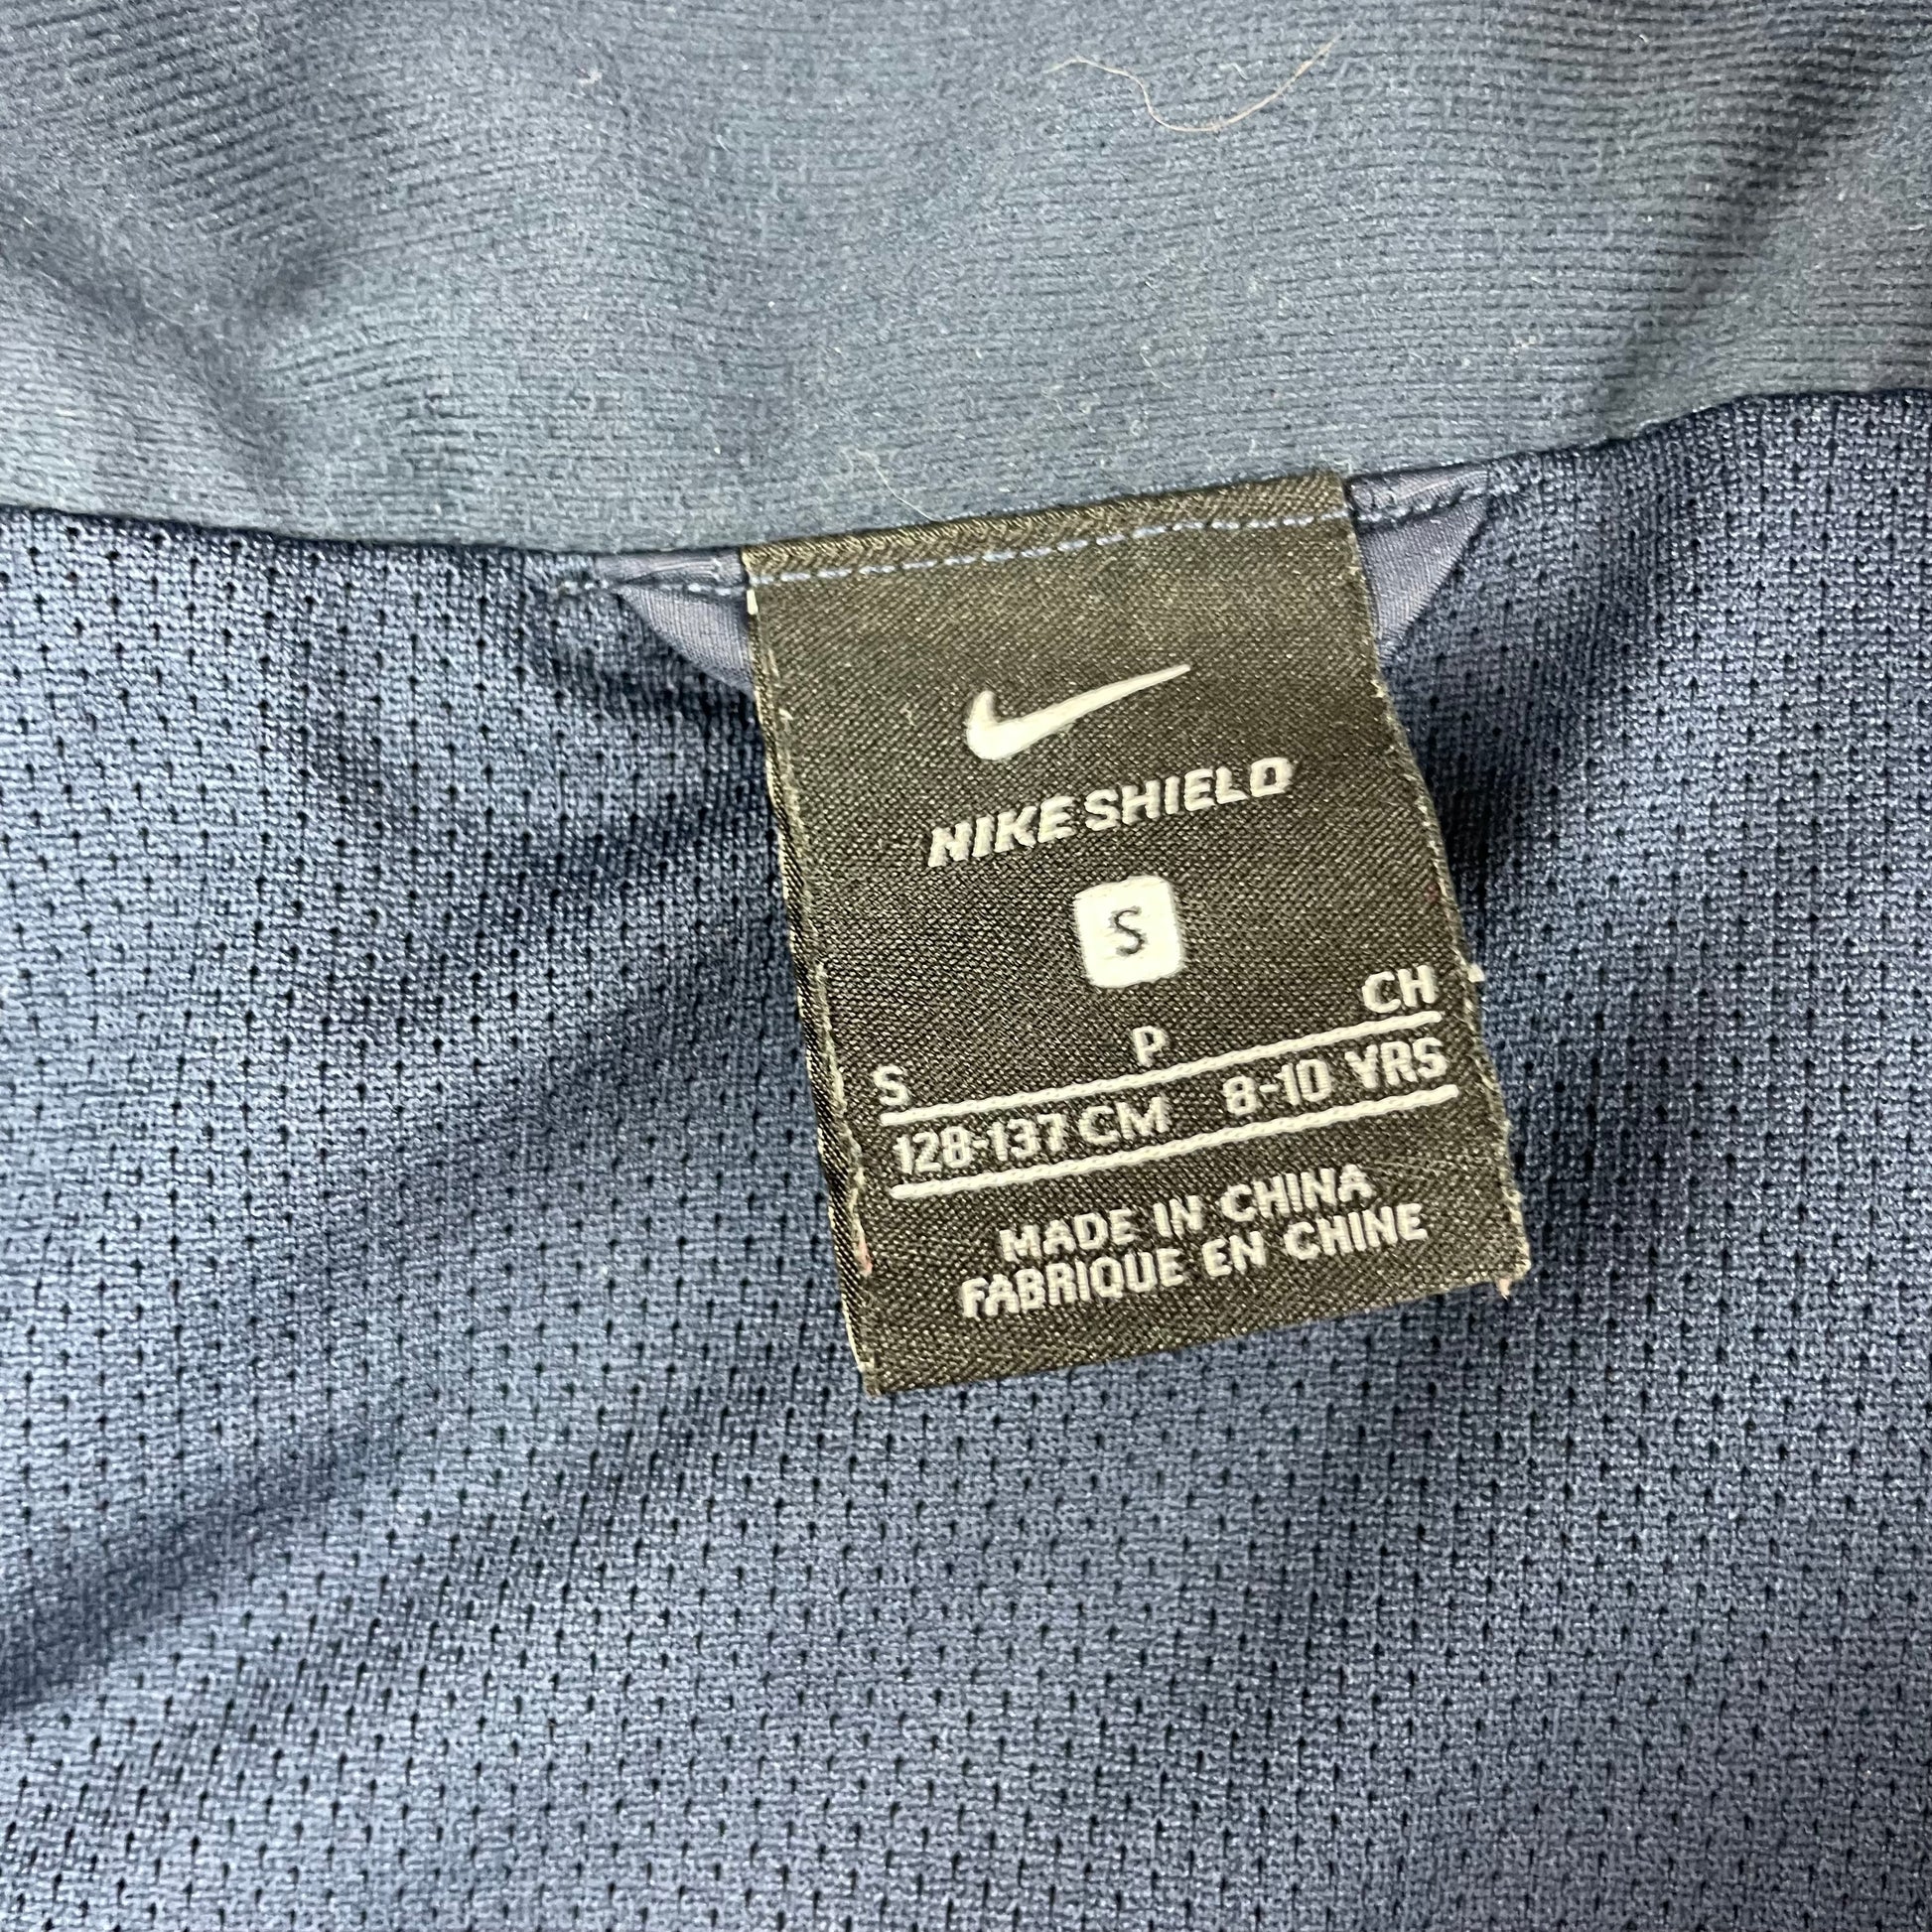 NIKE SHIELD
S
S P CH
128-137 CM 8-10 YRS
MADE IN CHINA
FABRIQUE EN CHINE